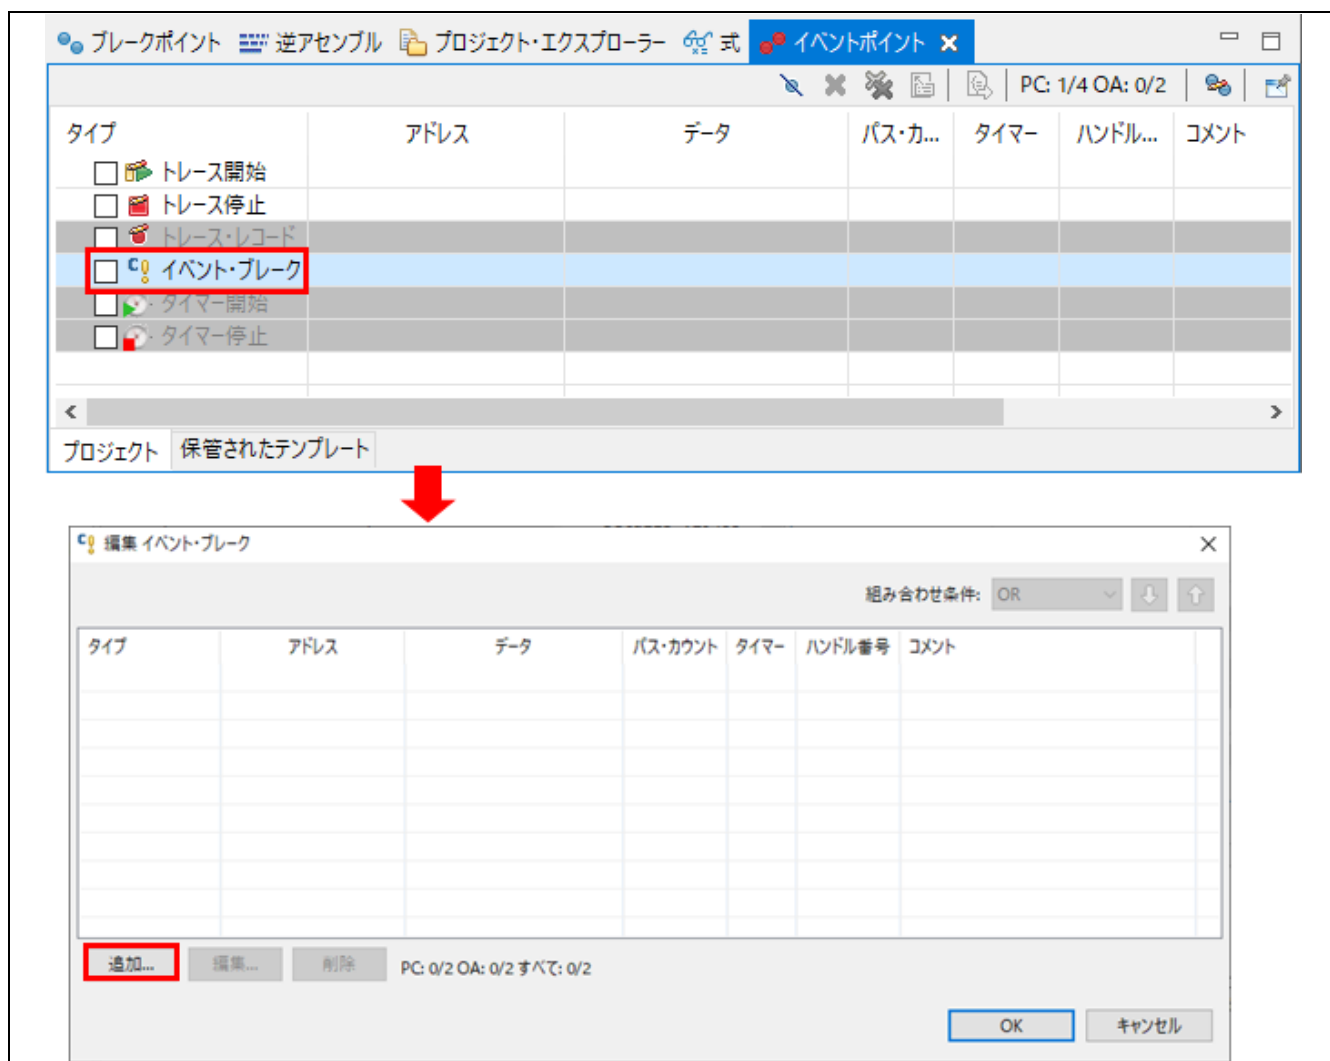 ブレークポイント 逆アセンブル プロジェクト・エクスプローラー 式 イベントポイント
PC: 1/4 OA: 0/2
タイプ アドレス データ パス・カ... タイマー ハンドル... コメント
トレース開始
トレース停止
トレース・レコード
イベント・ブレーク
タイマー開始
タイマー停止
プロジェクト 保管されたテンプレート
編集 イベント・ブレーク
組み合わせ条件: OR
タイプ アドレス データ パス・カウント タイマー ハンドル番号 コメント
追加... 編集... 削除 PC: 0/2 OA: 0/2 すべて: 0/2
OK キャンセル